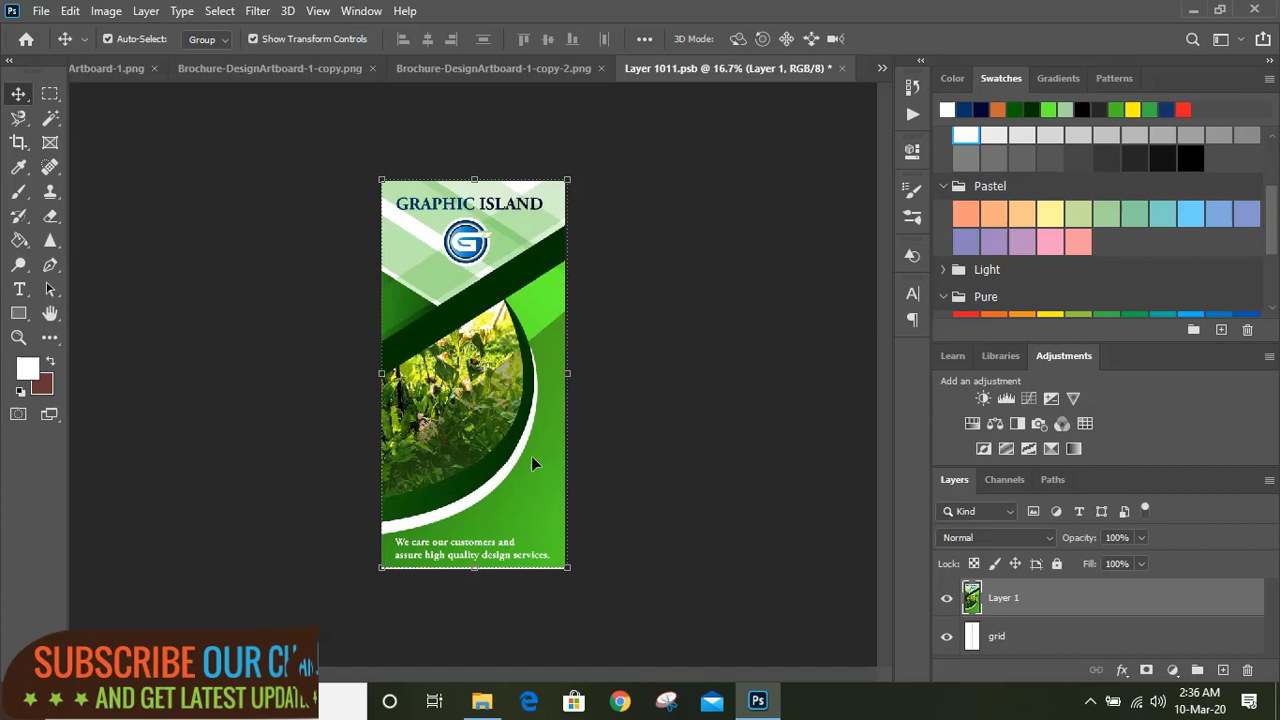 Ps File Edit Image Layer Type Select Filter 3D View Window Help
Auto-Select: Group Show Transform Controls 3D Mode:
Artboard-1.png Brochure-DesignArtboard-1-copy.png Brochure-DesignArtboard-1-copy-2.png Layer 1011.psb @ 16.7% (Layer 1, RGB/8) *
Color Swatches Gradients Patterns
Pastel
Light
Pure
GRAPHIC ISLAND
G
We care our customers and
assure high quality design services.
Learn Libraries Adjustments
Add an adjustment
Layers Channels Paths
Kind
Normal Opacity: 100%
Lock: Fill: 100%
Layer 1
grid
fx
SUBSCRIBE OUR
AND GET LATEST
Ps
2:36 AM
10-Mar-20